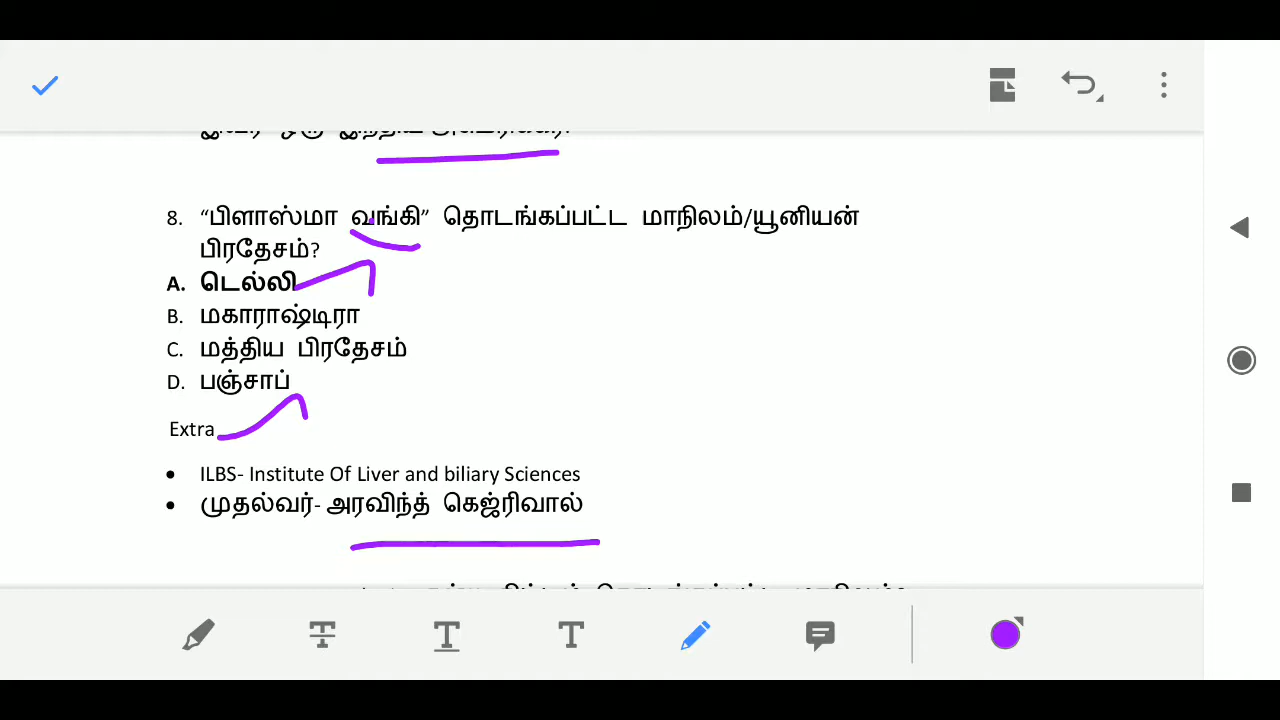 8. “பிளாஸ்மா வங்கி” தொடங்கப்பட்ட மாநிலம்/யூனியன்
பிரதேசம்?
A. டெல்லி
B. மகாராஷ்டிரா
C. மத்திய பிரதேசம்
D. பஞ்சாப்
Extra
• ILBS- Institute Of Liver and biliary Sciences
• முதல்வர்- அரவிந்த் கெஜ்ரிவால்